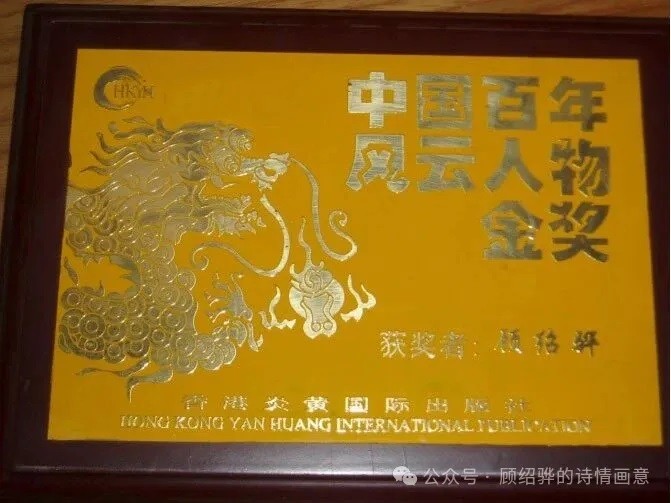 HKYH
中国百年
风云人物
金奖
获奖者：顾绍骅
香港炎黄国际出版社
HONG KONG YAN HUANG INTERNATIONAL PUBLICATION
公众号·顾绍骅的诗情画意